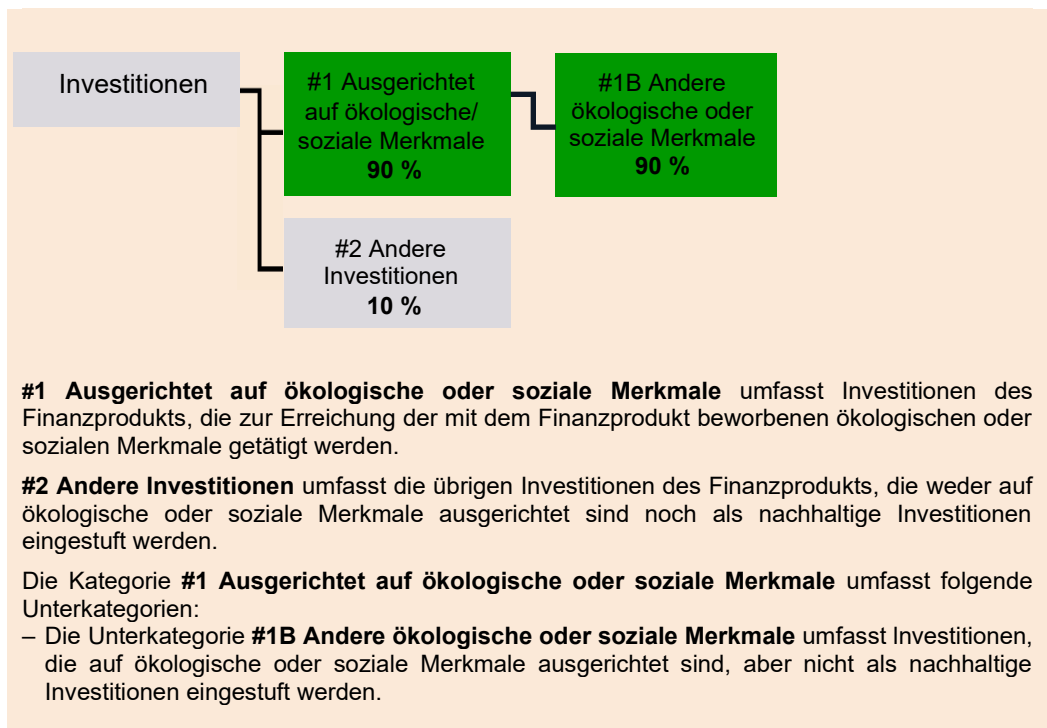 Investitionen
#1 Ausgerichtet
auf ökologische/
soziale Merkmale
90 %
#1B Andere
ökologische oder
soziale Merkmale
90 %
#2 Andere
Investitionen
10 %
#1 Ausgerichtet auf ökologische oder soziale Merkmale umfasst Investitionen des
Finanzprodukts, die zur Erreichung der mit dem Finanzprodukt beworbenen ökologischen oder
sozialen Merkmale getätigt werden.
#2 Andere Investitionen umfasst die übrigen Investitionen des Finanzprodukts, die weder auf
ökologische oder soziale Merkmale ausgerichtet sind noch als nachhaltige Investitionen
eingestuft werden.
Die Kategorie #1 Ausgerichtet auf ökologische oder soziale Merkmale umfasst folgende
Unterkategorien:
– Die Unterkategorie #1B Andere ökologische oder soziale Merkmale umfasst Investitionen,
die auf ökologische oder soziale Merkmale ausgerichtet sind, aber nicht als nachhaltige
Investitionen eingestuft werden.